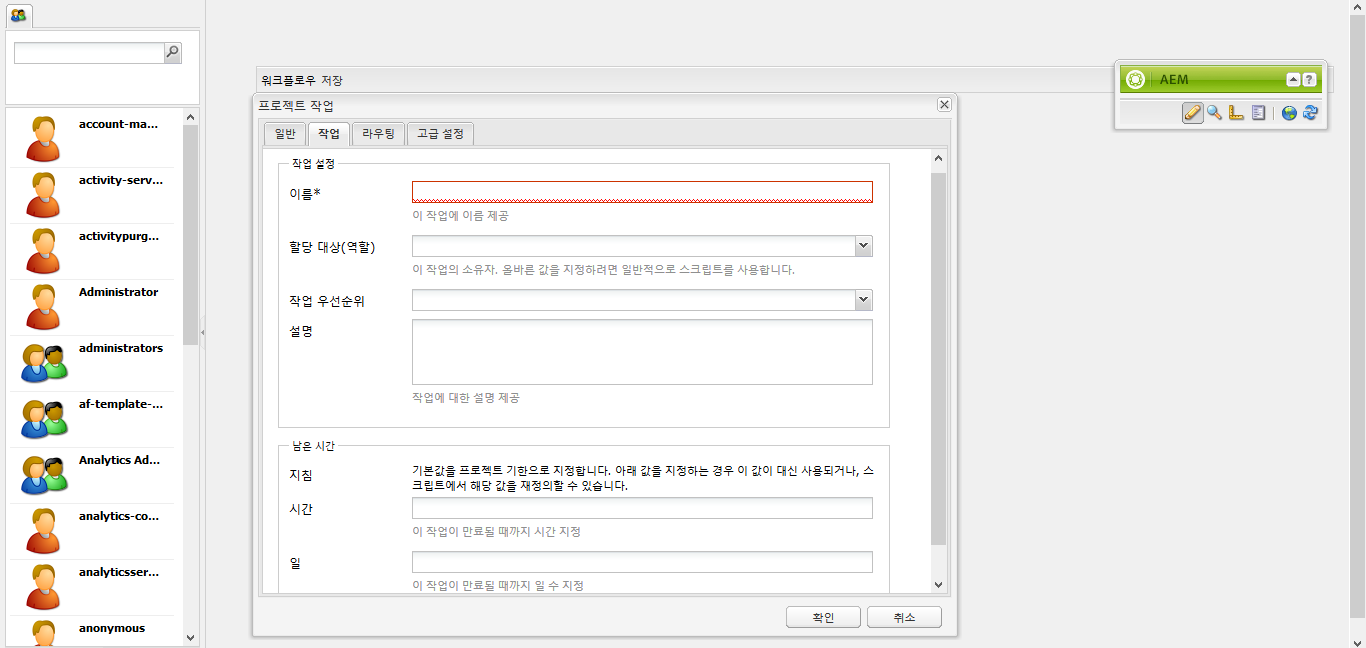 워크플로우 저장
AEM
?
프로젝트 작업
일반
작업
라우팅
고급 설정
account-ma...
activity-serv...
activitypurg...
Administrator
administrators
af-template-...
Analytics Ad...
analytics-co...
analyticsser...
anonymous
작업 설정
이름*
이 작업에 이름 제공
할당 대상(역할)
이 작업의 소유자. 올바른 값을 지정하려면 일반적으로 스크립트를 사용합니다.
작업 우선순위
설명
작업에 대한 설명 제공
남은 시간
지침
기본값을 프로젝트 기한으로 지정합니다. 아래 값을 지정하는 경우 이 값이 대신 사용되거나, 스
크립트에서 해당 값을 재정의할 수 있습니다.
시간
이 작업이 만료될 때까지 시간 지정
일
이 작업이 만료될 때까지 일 수 지정
확인
취소